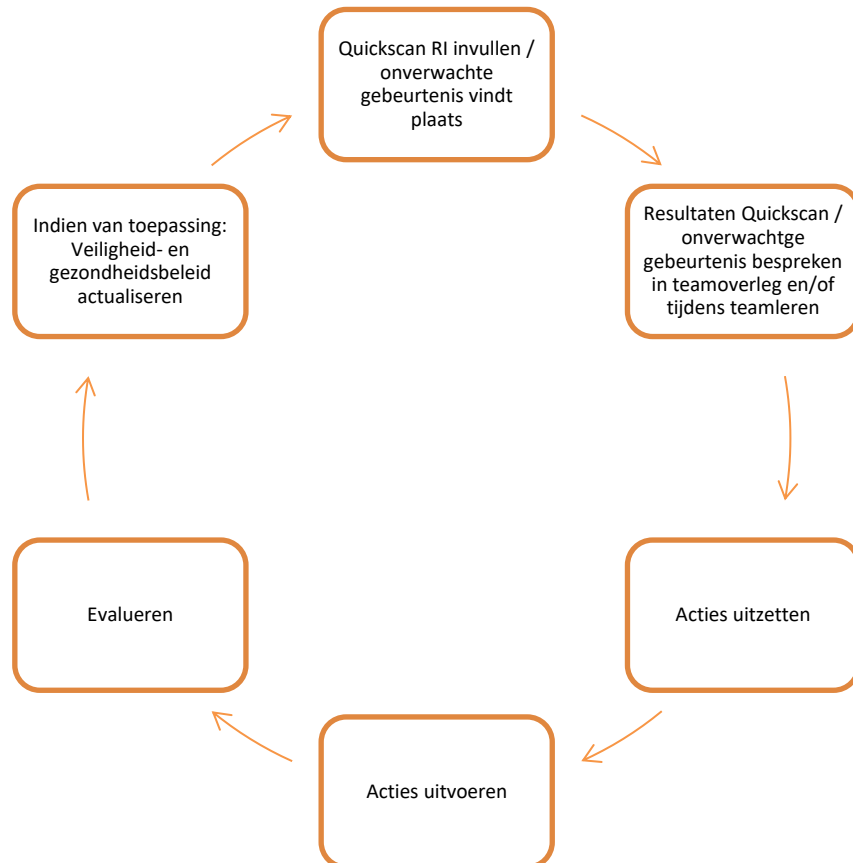 Quickscan RI invullen /
onverwachte
gebeurtenis vindt
plaats
Resultaten Quickscan /
onverwachtge
gebeurtenis bespreken
in teamoverleg en/of
tijdens teamleren
Acties uitzetten
Acties uitvoeren
Evalueren
Indien van toepassing:
Veiligheid- en
gezondheidsbeleid
actualiseren